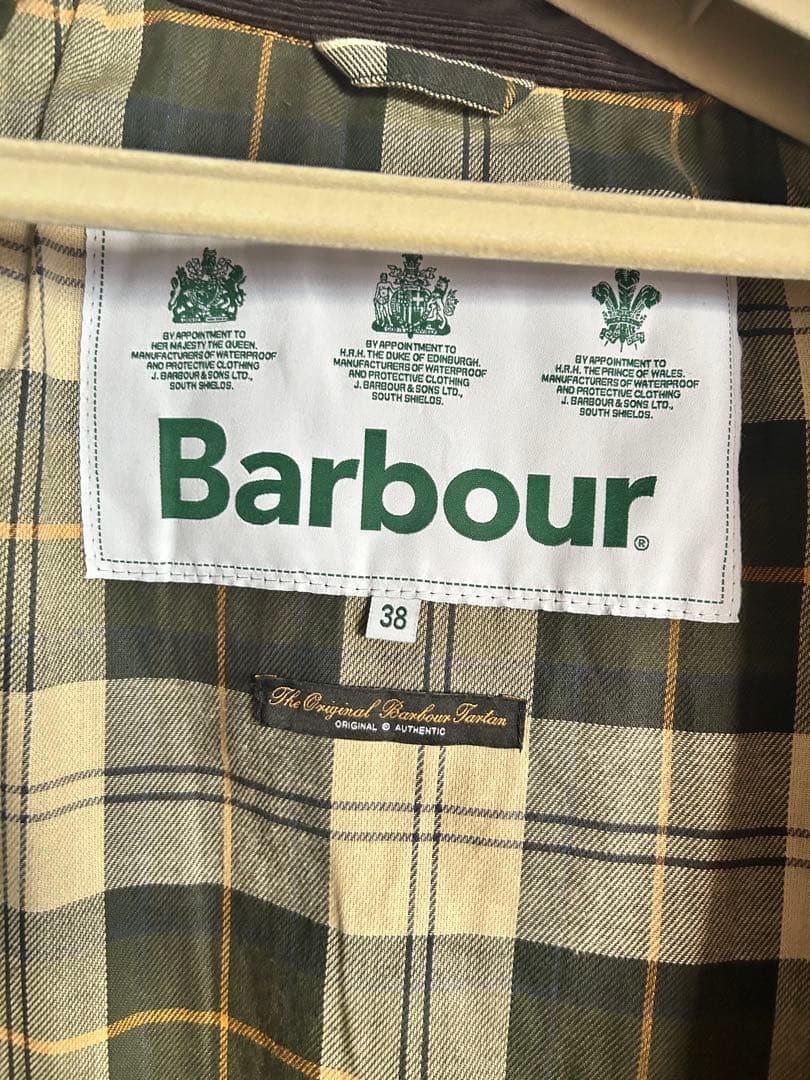 BY APPOINTMENT TO
HER MAJESTY THE QUEEN.
MANUFACTURERS OF WATERPROOF
AND PROTECTIVE CLOTHING
J. BARBOUR & SONS LTD.,
SOUTH SHIELDS.
BY APPOINTMENT TO
H.R.H. THE DUKE OF EDINBURGH.
MANUFACTURERS OF WATERPROOF
AND PROTECTIVE CLOTHING
J. BARBOUR & SONS LTD.,
SOUTH SHIELDS.
BY APPOINTMENT TO
H.R.H. THE PRINCE OF WALES.
MANUFACTURERS OF WATERPROOF
AND PROTECTIVE CLOTHING
J. BARBOUR & SONS LTD.,
SOUTH SHIELDS.
Barbour®
38
The Original Barbour Tartan
ORIGINAL © AUTHENTIC